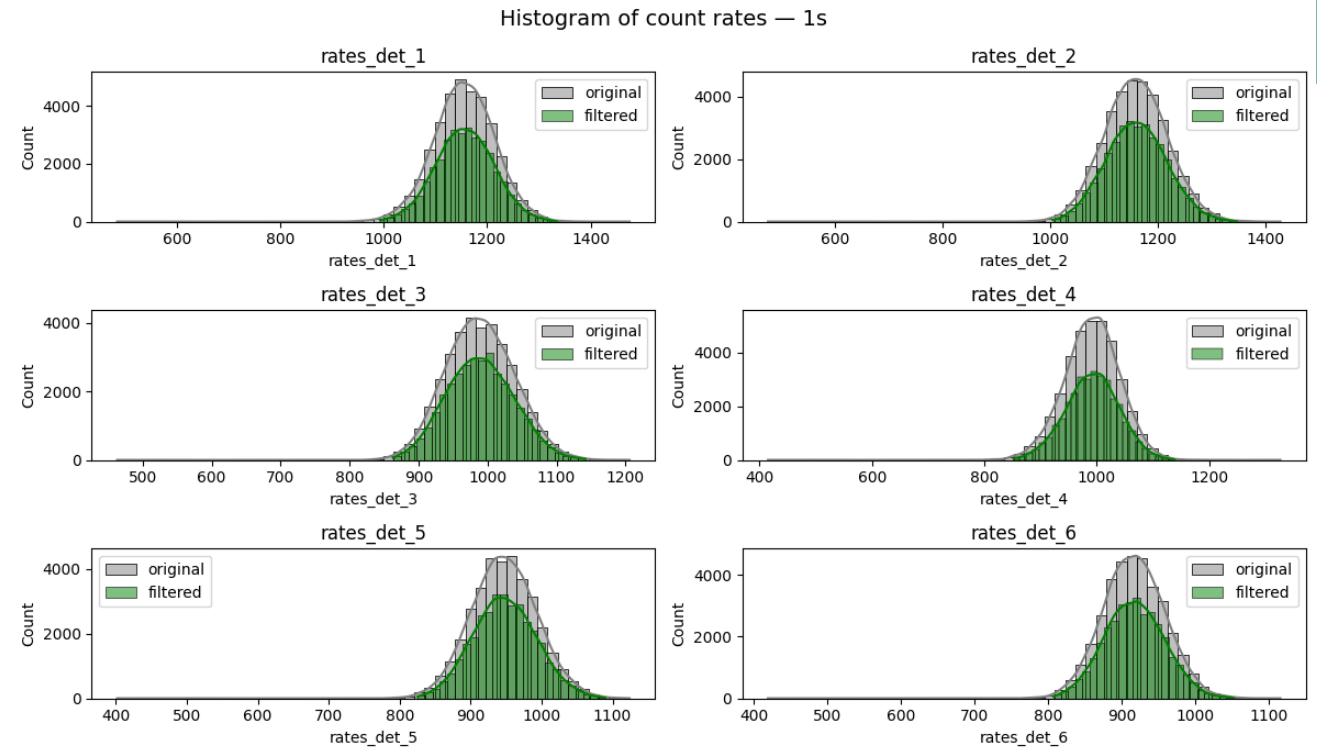 Histogram of count rates — 1s
rates_det_1
Count
4000
2000
0
original
filtered
600 800 1000 1200 1400
rates_det_1
rates_det_2
Count
4000
2000
0
original
filtered
600 800 1000 1200 1400
rates_det_2
rates_det_3
Count
4000
2000
0
original
filtered
500 600 700 800 900 1000 1100 1200
rates_det_3
rates_det_4
Count
4000
2000
0
original
filtered
400 600 800 1000 1200
rates_det_4
rates_det_5
Count
4000
2000
0
original
filtered
400 500 600 700 800 900 1000 1100
rates_det_5
rates_det_6
Count
4000
2000
0
original
filtered
400 500 600 700 800 900 1000 1100
rates_det_6